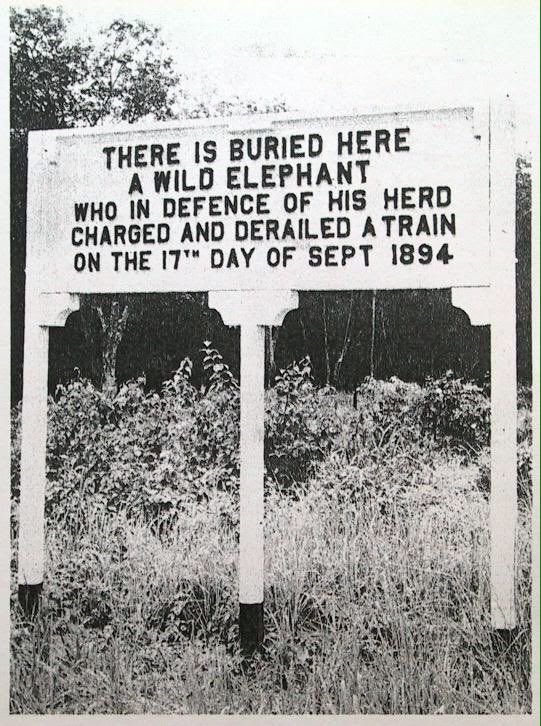 THERE IS BURIED HERE
A WILD ELEPHANT
WHO IN DEFENCE OF HIS HERD
CHARGED AND DERAILED A TRAIN
ON THE 17TH DAY OF SEPT 1894